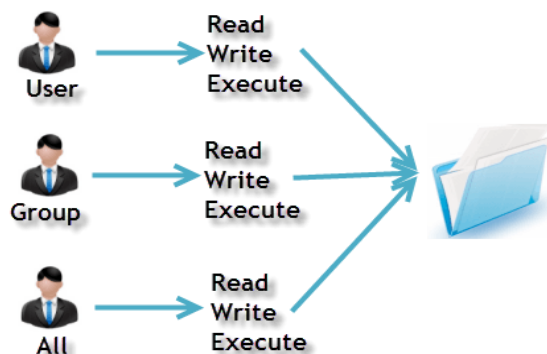 User
Read
Write
Execute
Group
Read
Write
Execute
All
Read
Write
Execute